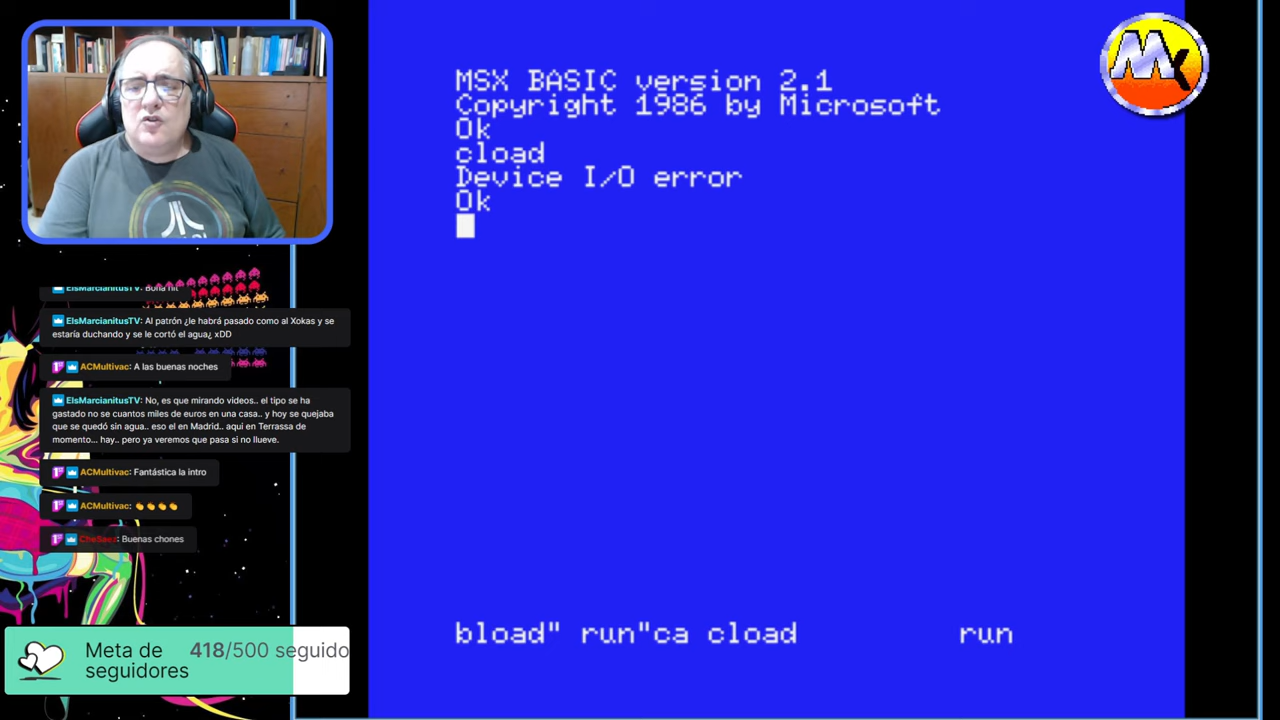 MSX BASIC version 2.1
Copyright 1986 by Microsoft
Ok
cload
Device I/O error
Ok
bload" run"ca cload run
ElsMarcianitusTV: Bona nit
ElsMarcianitusTV: Al patrón ¿le habrá pasado como al Xokas y se
estaría duchando y se le cortó el agua¿ xDD
ACMultivac: A las buenas noches
ElsMarcianitusTV: No, es que mirando videos.. el tipo se ha
gastado no se cuantos miles de euros en una casa.. y hoy se quejaba
que se quedó sin agua.. eso el en Madrid.. aqui en Terrassa de
momento... hay.. pero ya veremos que pasa si no llueve.
ACMultivac: Fantástica la intro
ACMultivac:
: Buenas chones
Meta de
seguidores
418/500 seguido
ATARI